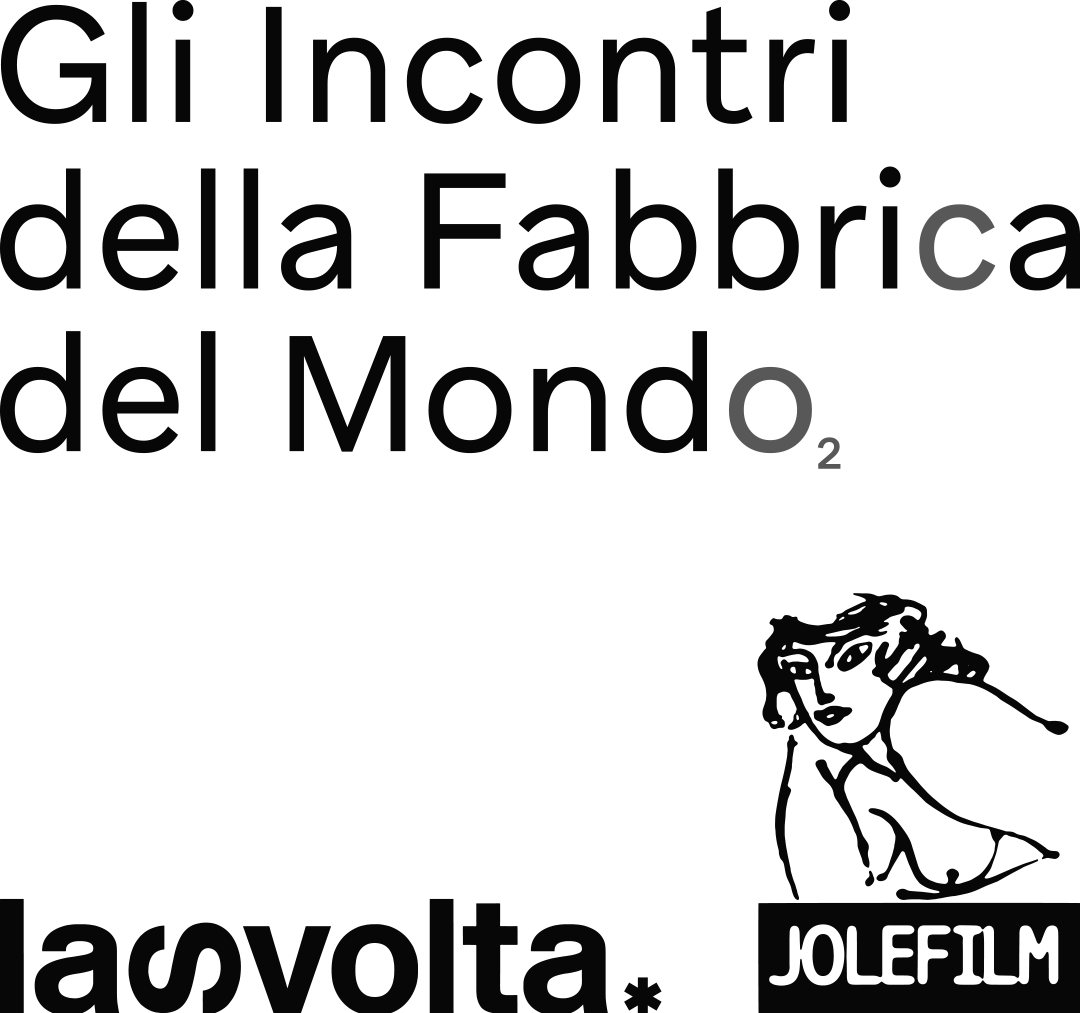 Gli Incontri
della Fabbrica
del Mondo₂
lasvolta.*
JOLEFILM